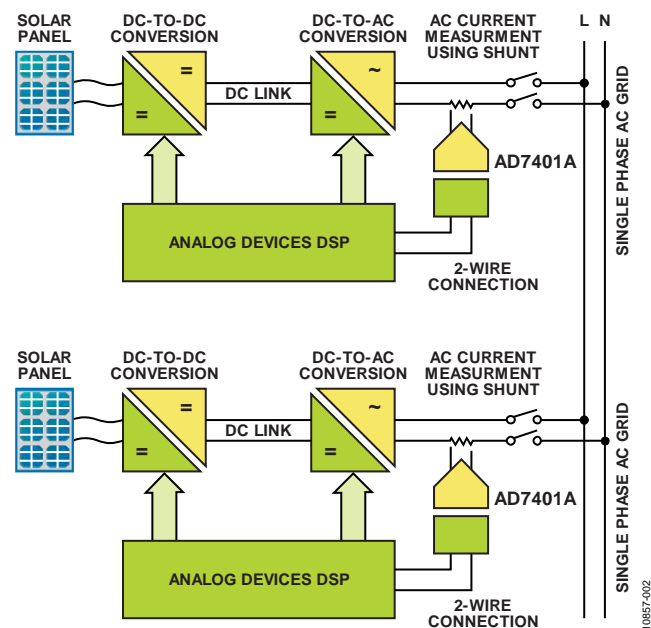 SOLAR
PANEL
DC-TO-DC
CONVERSION
DC-TO-AC
CONVERSION
AC CURRENT
MEASURMENT
USING SHUNT
L N
=
=
DC LINK
~
=
AD7401A
ANALOG DEVICES DSP
2-WIRE
CONNECTION
SINGLE PHASE AC GRID
SOLAR
PANEL
DC-TO-DC
CONVERSION
DC-TO-AC
CONVERSION
AC CURRENT
MEASURMENT
USING SHUNT
=
=
DC LINK
~
=
AD7401A
ANALOG DEVICES DSP
2-WIRE
CONNECTION
SINGLE PHASE AC GRID
10857-002